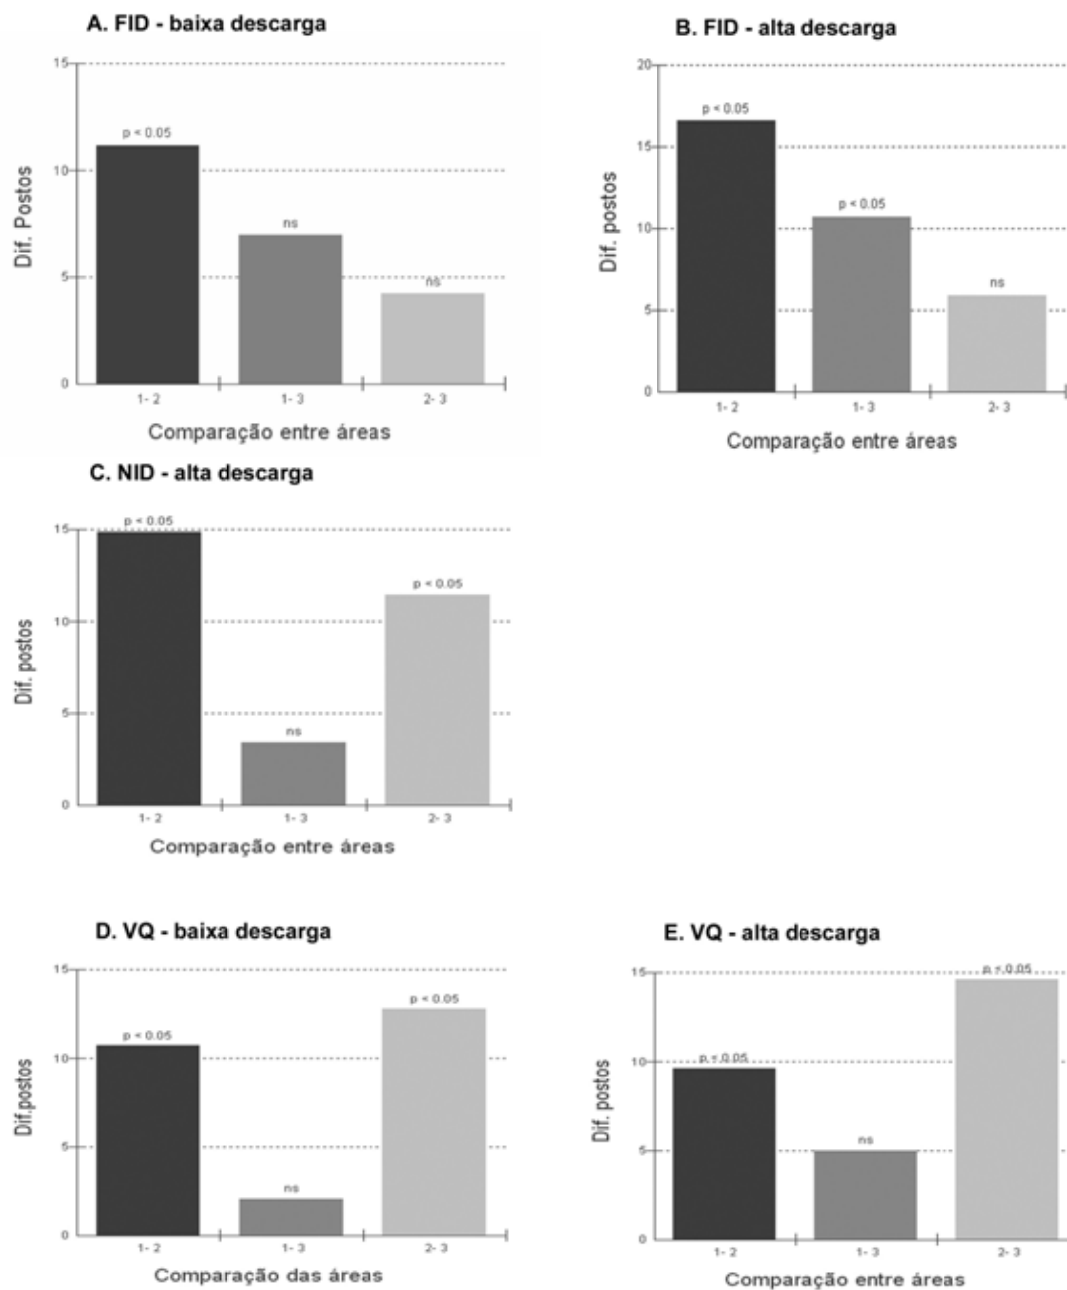 A. FID - baixa descarga
15
p < 0.05
10
ns
5
ns
0
1- 2
1- 3
2- 3
Dif. Postos
Comparação entre áreas
B. FID - alta descarga
20
p < 0.05
15
p < 0.05
10
ns
5
0
1- 2
1- 3
2- 3
Dif. postos
Comparação entre áreas
C. NID - alta descarga
p < 0.05
15
p < 0.05
10
5
ns
0
1- 2
1- 3
2- 3
Dif. postos
Comparação entre áreas
D. VQ - baixa descarga
15
p < 0.05
p < 0.05
10
5
ns
0
1- 2
1- 3
2- 3
Dif.postos
Comparação das áreas
E. VQ - alta descarga
15
p < 0.05
10
p < 0.05
5
ns
0
1- 2
1- 3
2- 3
Dif. postos
Comparação entre áreas